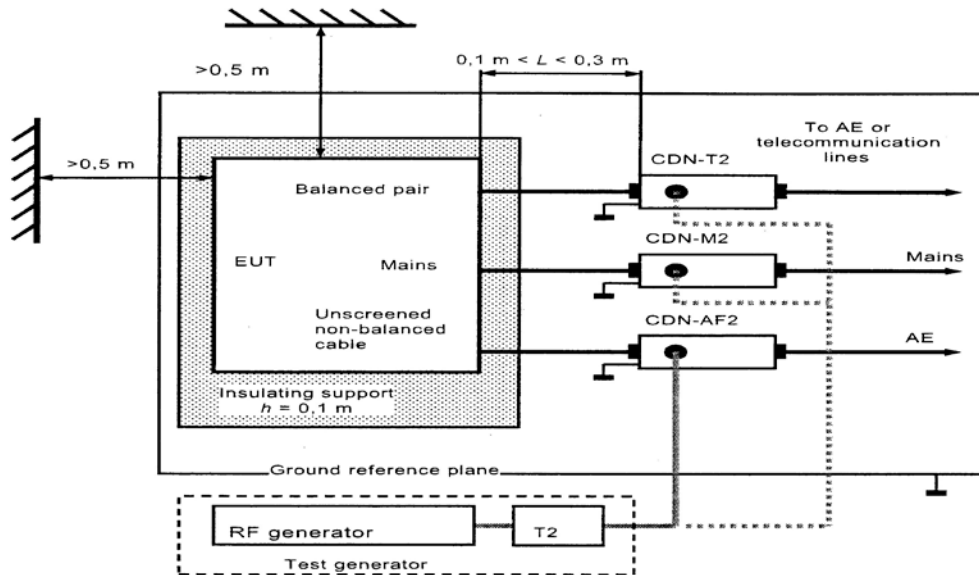 >0,5 m
0,1 m < L < 0,3 m
>0,5 m
To AE or
telecommunication
lines
CDN-T2
Balanced pair
CDN-M2
EUT
Mains
Mains
Unscreened
non-balanced
cable
CDN-AF2
AE
Insulating support
h = 0,1 m
Ground reference plane
RF generator
T2
Test generator